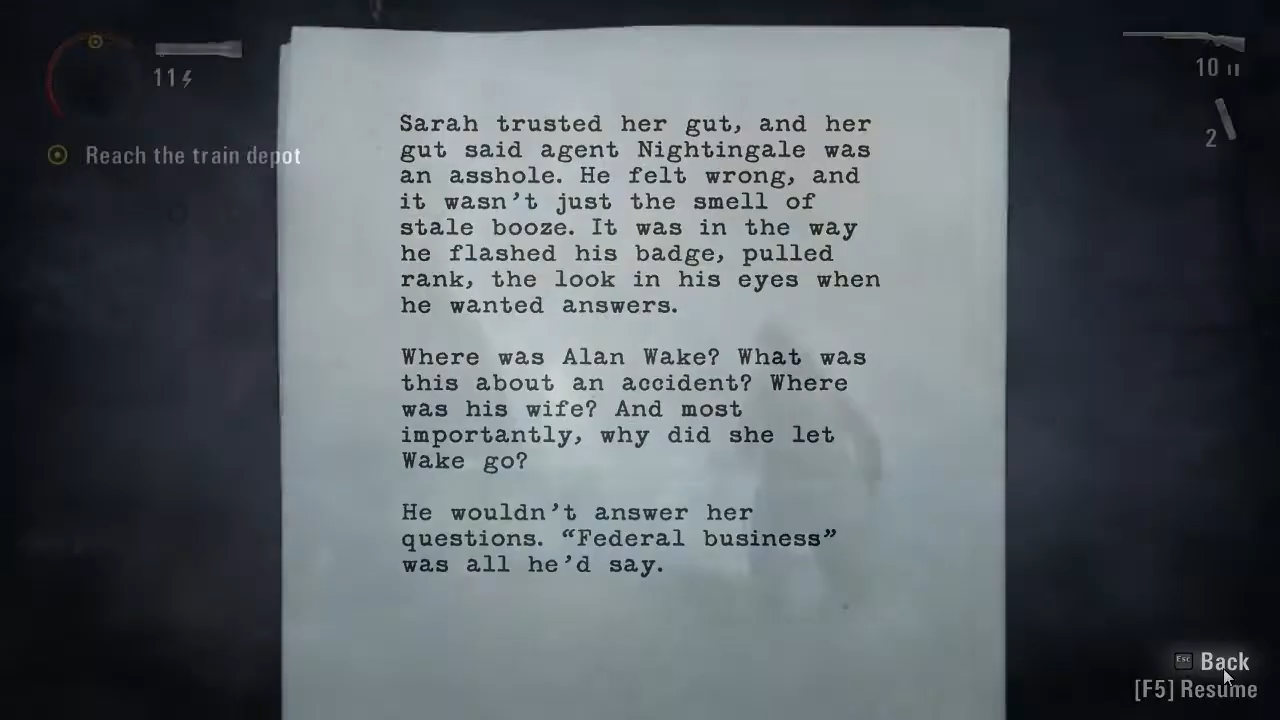 11
10
2
Reach the train depot
Sarah trusted her gut, and her
gut said agent Nightingale was
an asshole. He felt wrong, and
it wasn't just the smell of
stale booze. It was in the way
he flashed his badge, pulled
rank, the look in his eyes when
he wanted answers.
Where was Alan Wake? What was
this about an accident? Where
was his wife? And most
importantly, why did she let
Wake go?
He wouldn't answer her
questions. “Federal business”
was all he'd say.
Esc Back
[F5] Resume